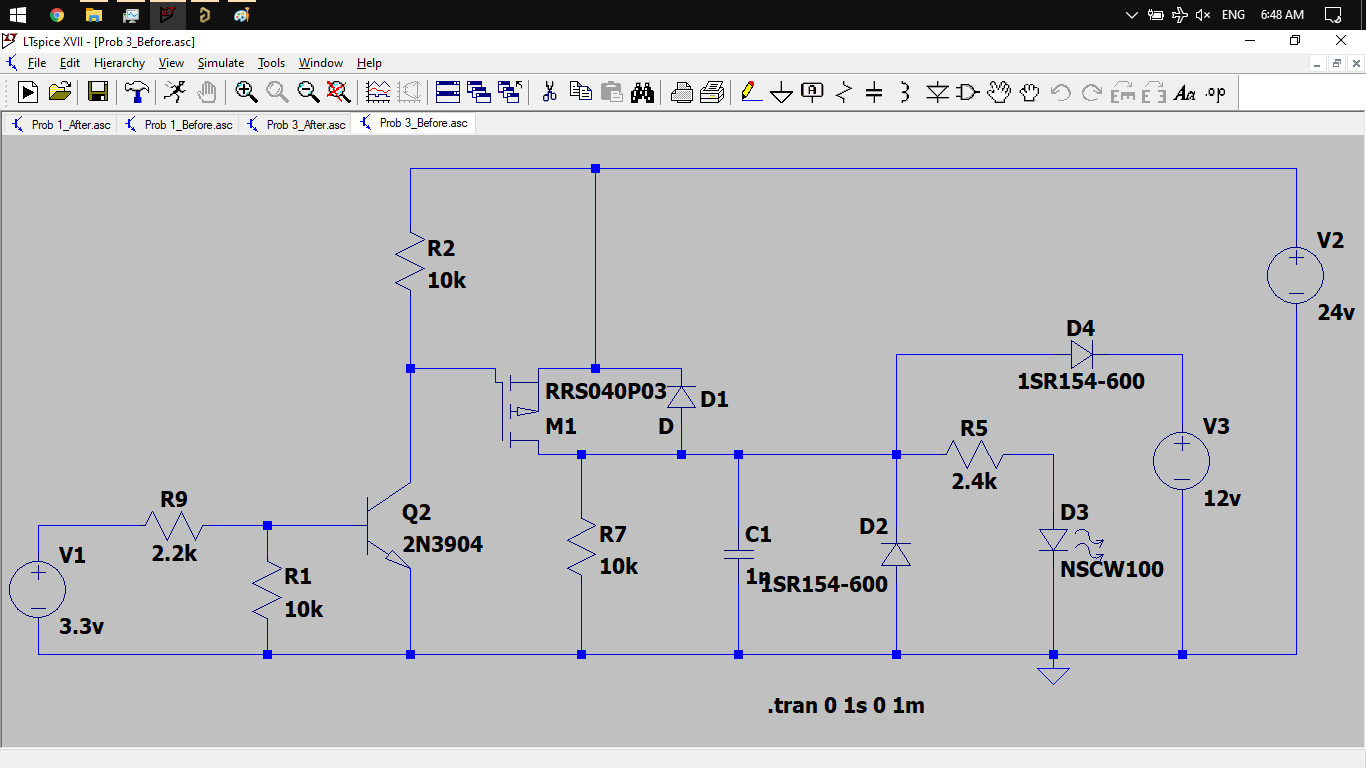 ENG 6:48 AM
LTspice XVII - [Prob 3_Before.asc]
File Edit Hierarchy View Simulate Tools Window Help
Aa .op
Prob 1_After.asc Prob 1_Before.asc Prob 3_After.asc Prob 3_Before.asc
R2
10k
V2
24v
D4
1SR154-600
RRS040P03
D1
M1
D
R5
2.4k
V3
12v
R9
2.2k
Q2
2N3904
V1
3.3v
R1
10k
R7
10k
C1
D2
1SR154-600
D3
NSCW100
.tran 0 1s 0 1m